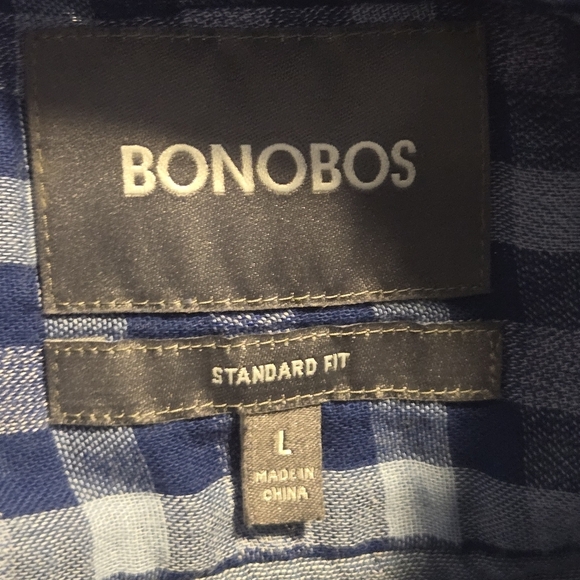 BONOBOS
STANDARD FIT
L
MADE IN
CHINA